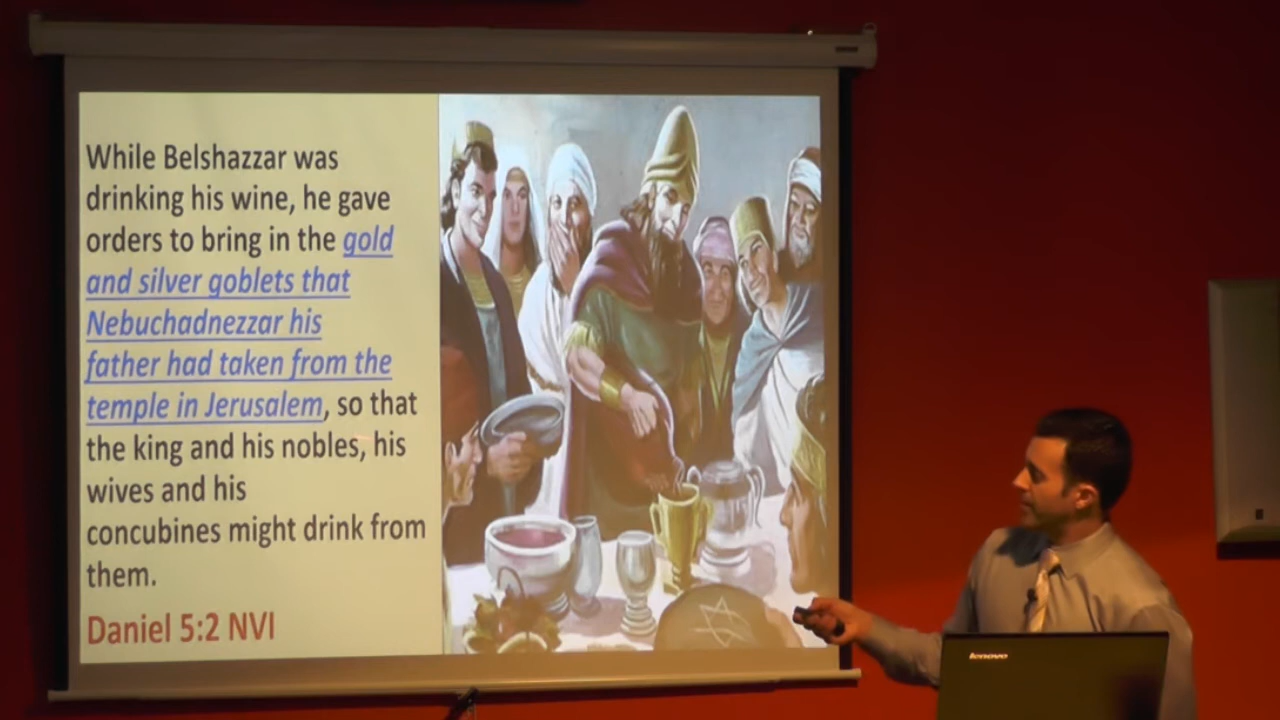 While Belshazzar was
drinking his wine, he gave
orders to bring in the gold
and silver goblets that
Nebuchadnezzar his
father had taken from the
temple in Jerusalem, so that
the king and his nobles, his
wives and his
concubines might drink from
them.
Daniel 5:2 NVI
lenovo